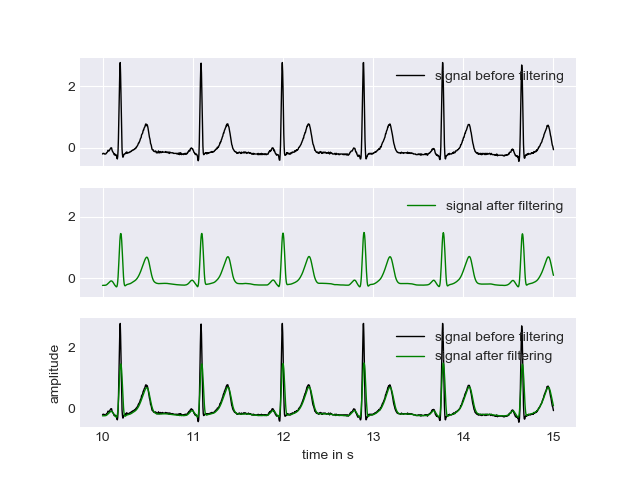 signal before filtering
2
0
signal after filtering
2
0
signal before filtering
signal after filtering
2
0
amplitude
10 11 12 13 14 15
time in s